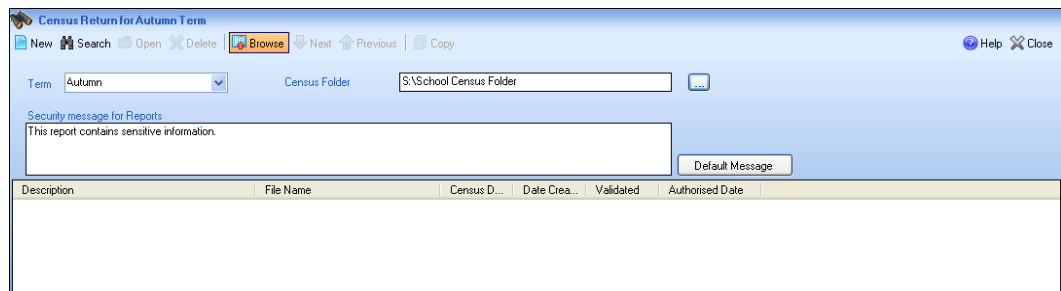 Census Return for Autumn Term
New Search Open Delete Browse Next Previous Copy Help Close
Term Autumn Census Folder S:\School Census Folder ...
Security message for Reports
This report contains sensitive information.
Default Message
Description File Name Census D... Date Crea... Validated Authorised Date